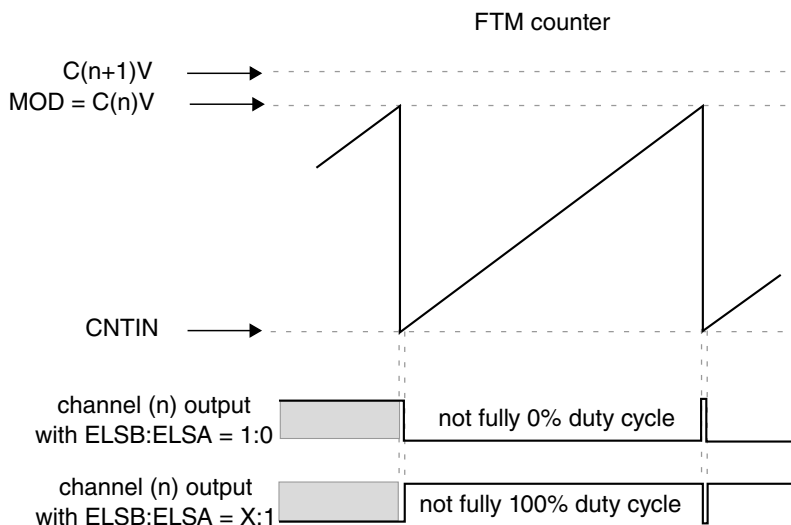 FTM counter
C(n+1)V
MOD = C(n)V
CNTIN
channel (n) output
with ELSB:ELSA = 1:0
not fully 0% duty cycle
channel (n) output
with ELSB:ELSA = X:1
not fully 100% duty cycle